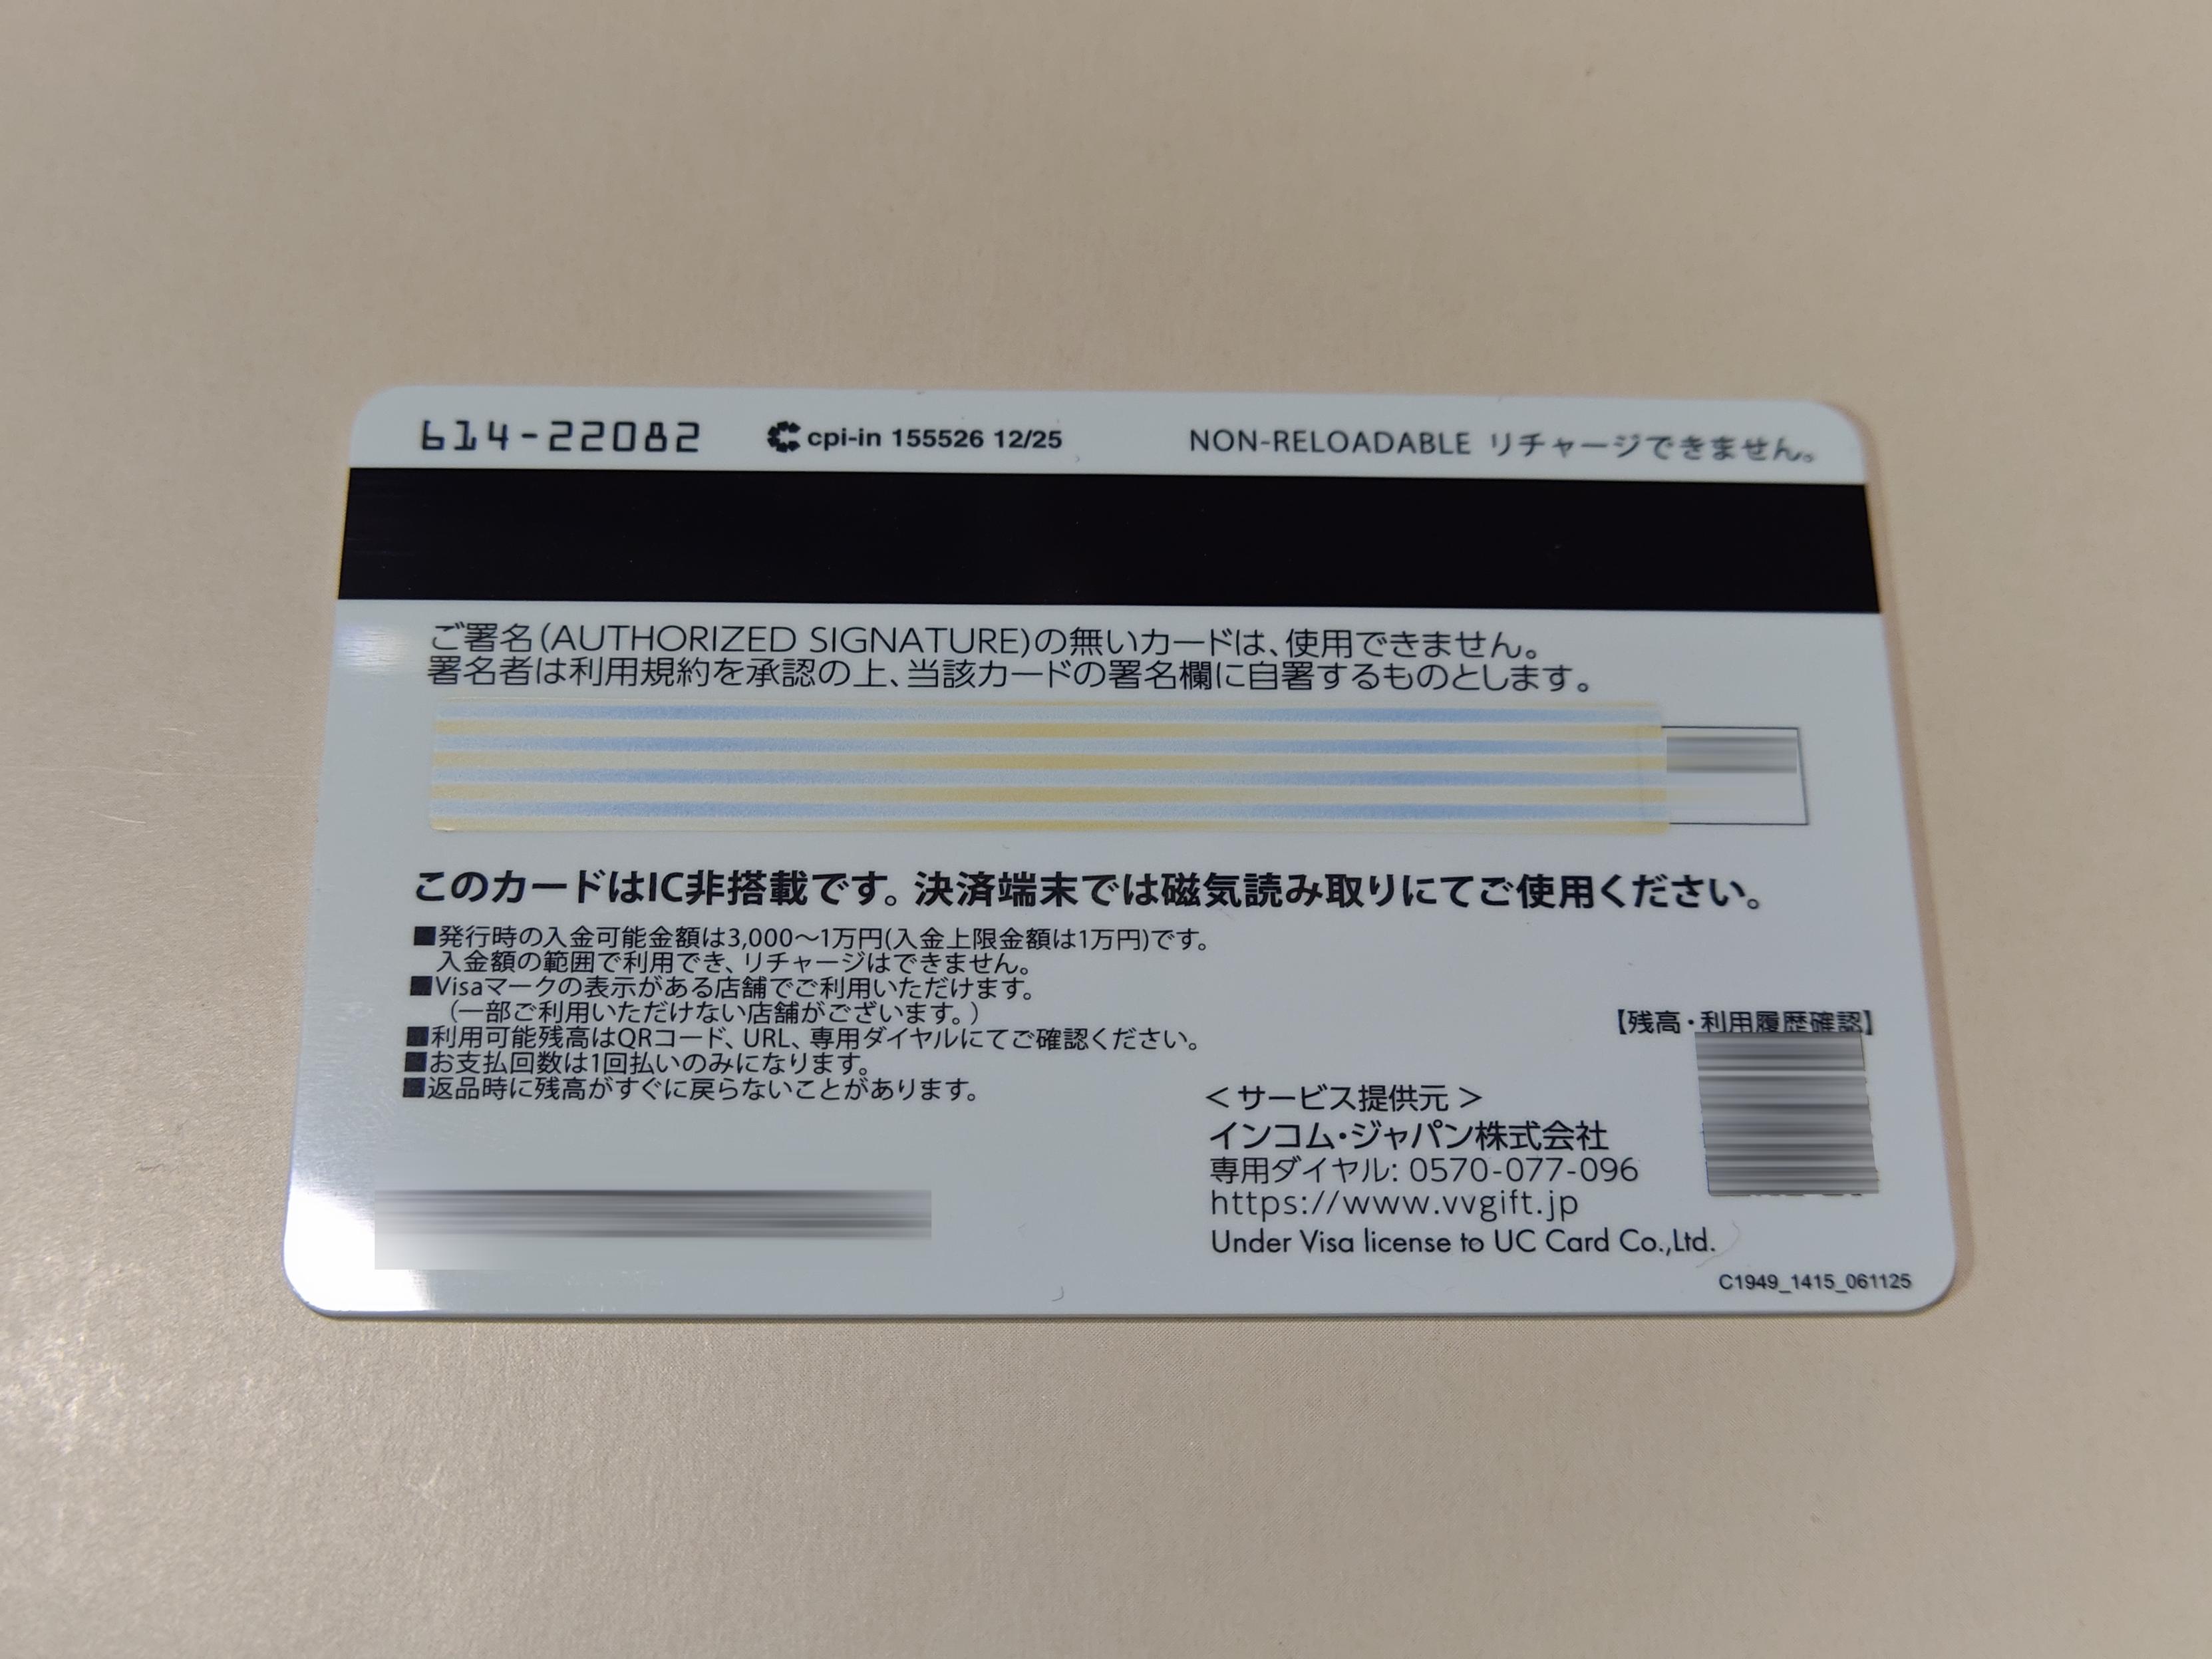 614-22082 cpi-in 155526 12/25 NON-RELOADABLE リチャージできません。
ご署名(AUTHORIZED SIGNATURE)の無いカードは、使用できません。
署名者は利用規約を承認の上、当該カードの署名欄に自署するものとします。
このカードはIC非搭載です。決済端末では磁気読み取りにてご使用ください。
■発行時の入金可能金額は3,000～1万円(入金上限金額は1万円)です。
入金額の範囲で利用でき、リチャージはできません。
■Visaマークの表示がある店舗でご利用いただけます。
(一部ご利用いただけない店舗がございます。)
■利用可能残高はQRコード、URL、専用ダイヤルにてご確認ください。
■お支払回数は1回払いのみになります。
■返品時に残高がすぐに戻らないことがあります。
【残高・利用履歴確認】
<サービス提供元>
インコム・ジャパン株式会社
専用ダイヤル: 0570-077-096
https://www.vvgift.jp
Under Visa license to UC Card Co.,Ltd.
C1949_1415_061125